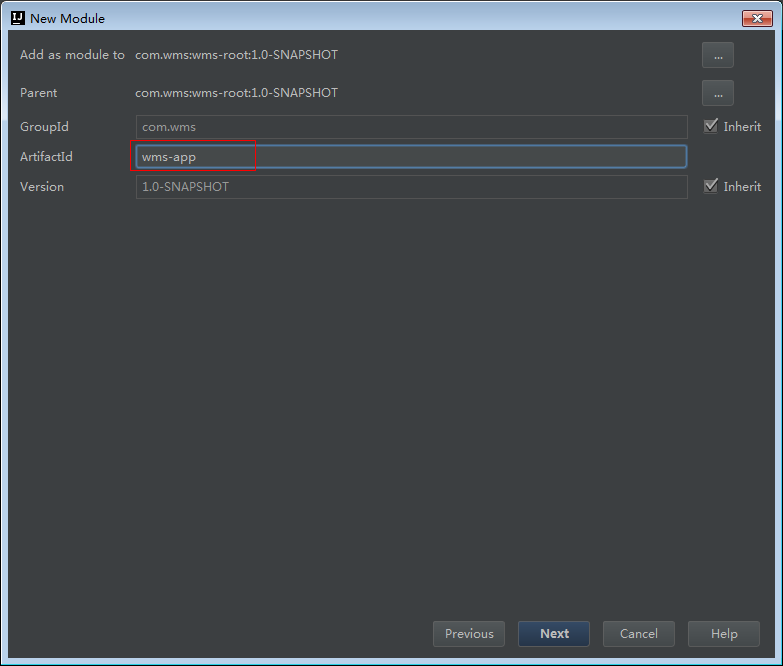 IJ New Module
Add as module to com.wms:wms-root:1.0-SNAPSHOT ...
Parent com.wms:wms-root:1.0-SNAPSHOT ...
GroupId com.wms Inherit
ArtifactId wms-app
Version 1.0-SNAPSHOT Inherit
Previous Next Cancel Help